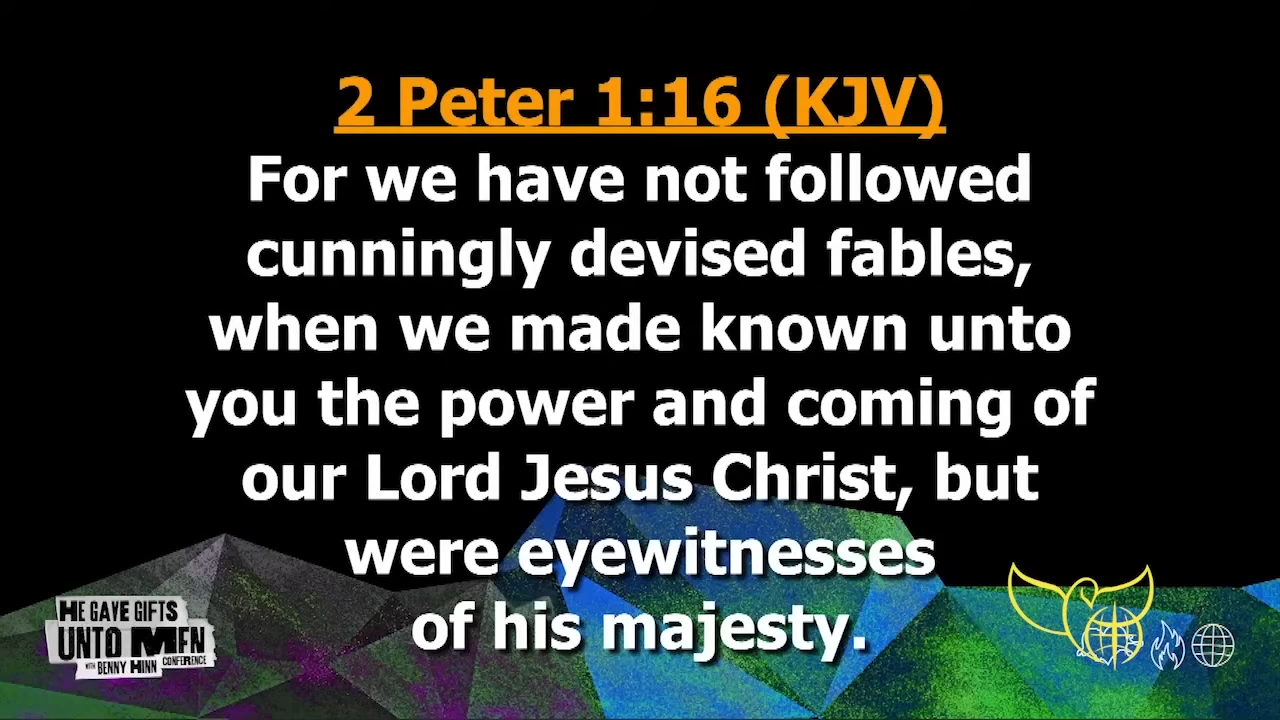 2 Peter 1:16 (KJV)
For we have not followed
cunningly devised fables,
when we made known unto
you the power and coming of
our Lord Jesus Christ, but
were eyewitnesses
of his majesty.
HE GAVE GIFTS
UNTO MEN
WITH BENNY HINN CONFERENCE